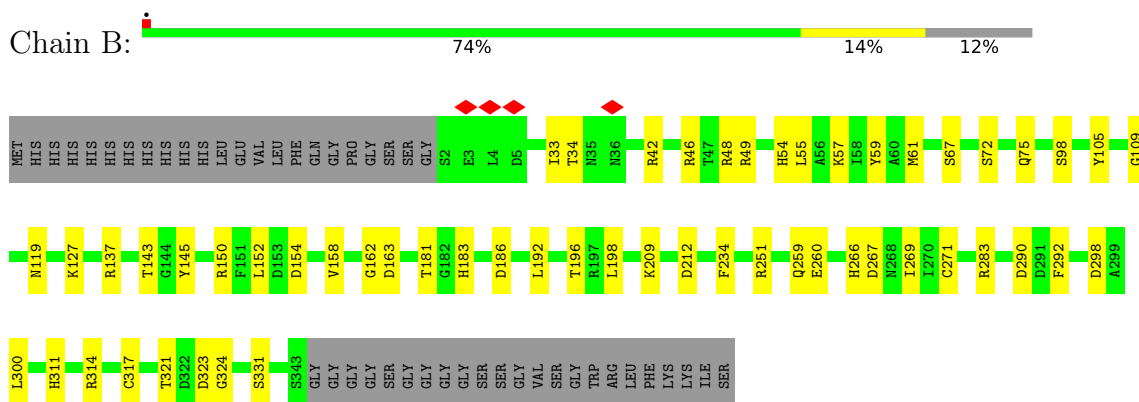 Chain B:
74% 14% 12%
MET HIS HIS HIS HIS HIS HIS HIS HIS HIS HIS LEU GLU VAL LEU PHE GLN GLY PRO GLY SER SER GLY S2 E3 L4 D5 I33 T34 N35 N36 R42 R46 T47 R48 R49 H54 L55 A56 K57 I58 Y59 A60 M61 S67 S72 Q75 S98 Y105 G109
N119 K127 R137 T143 G144 Y145 R150 F151 L152 D153 D154 V158 G162 D163 T181 G182 H183 D186 L192 T196 R197 L198 K209 D212 F234 R251 Q259 E260 H266 D267 N268 I269 I270 C271 R283 D290 D291 F292 D298 A299
L300 H311 R314 C317 T321 D322 D323 G324 S331 S343 GLY GLY GLY GLY SER GLY GLY GLY GLY SER SER GLY VAL SER GLY TRP ARG LEU PHE LYS LYS ILE SER